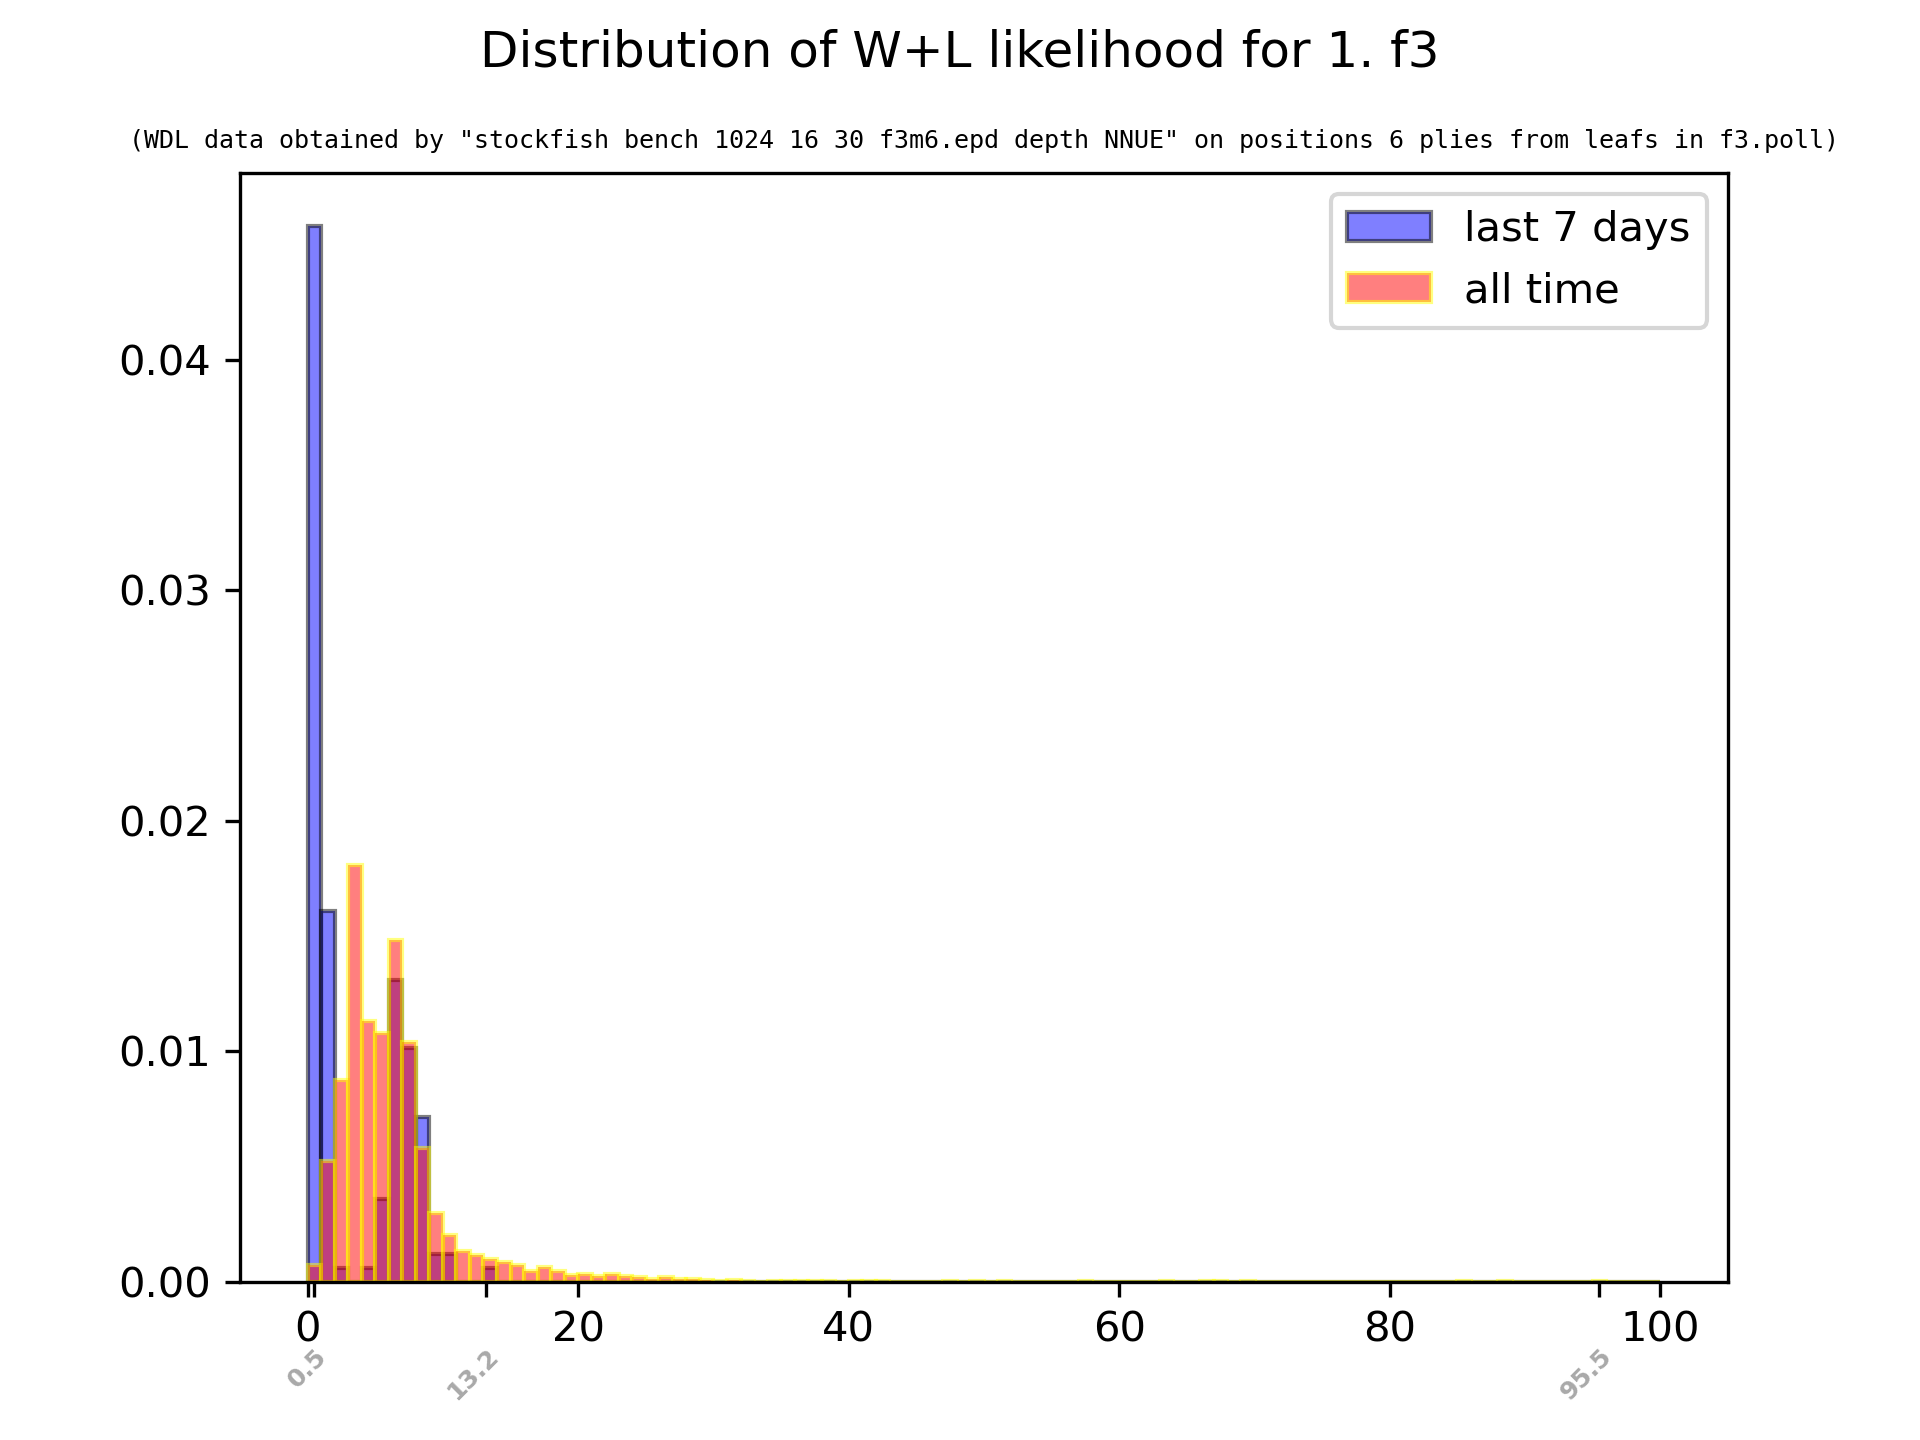 Distribution of W+L likelihood for 1. f3
(WDL data obtained by "stockfish bench 1024 16 30 f3m6.epd depth NNUE" on positions 6 plies from leafs in f3.poll)
last 7 days
all time
0.04
0.03
0.02
0.01
0.00
0 20 40 60 80 100
0.5 13.2 95.5